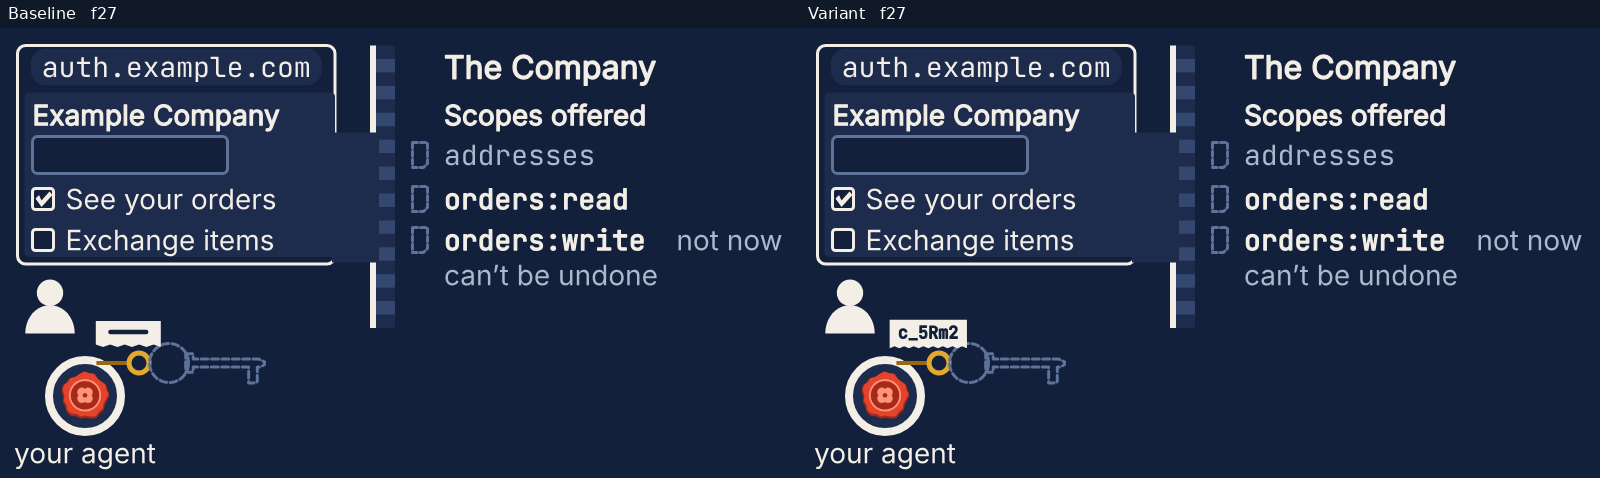 Baseline f27
auth.example.com
Example Company
See your orders
Exchange items
The Company
Scopes offered
addresses
orders:read
orders:write not now
can’t be undone
your agent
Variant f27
auth.example.com
Example Company
See your orders
Exchange items
The Company
Scopes offered
addresses
orders:read
orders:write not now
can’t be undone
c_5Rm2
your agent